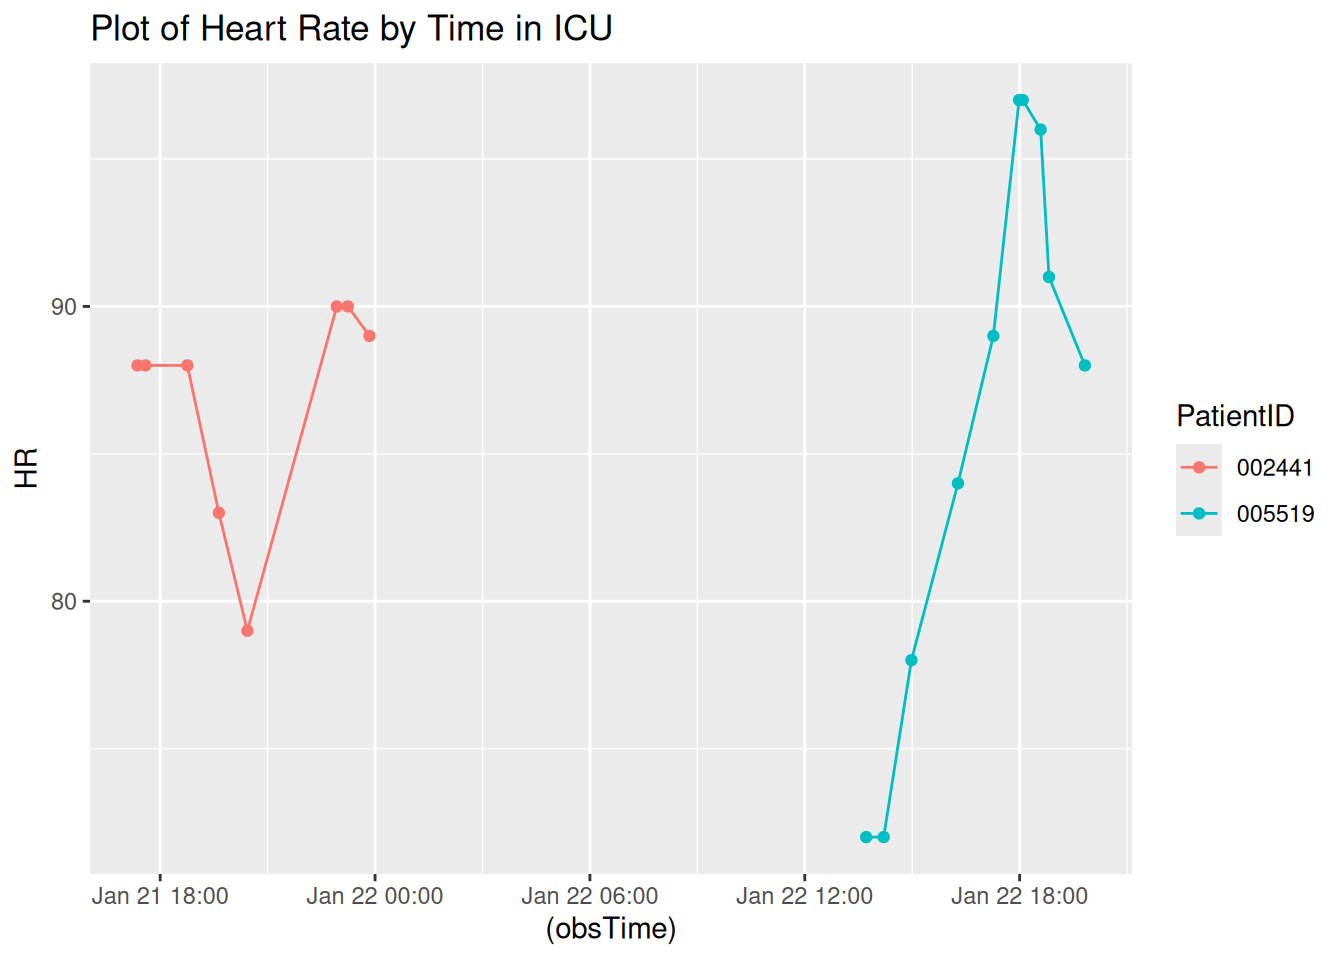 Plot of Heart Rate by Time in ICU
90
80
HR
Jan 21 18:00
Jan 22 00:00
Jan 22 06:00
Jan 22 12:00
Jan 22 18:00
(obsTime)
PatientID
002441
005519